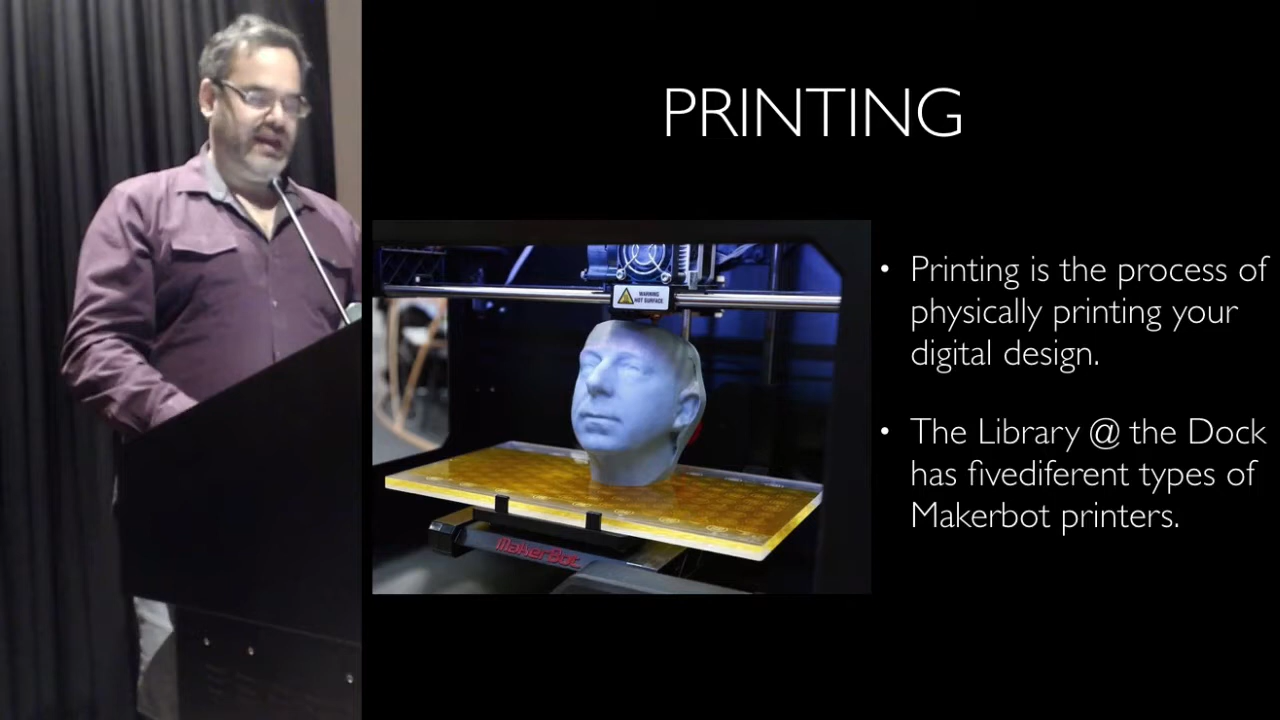 PRINTING
WARNING
HOT SURFACE
MakerBot
• Printing is the process of
physically printing your
digital design.
• The Library @ the Dock
has fivediferent types of
Makerbot printers.